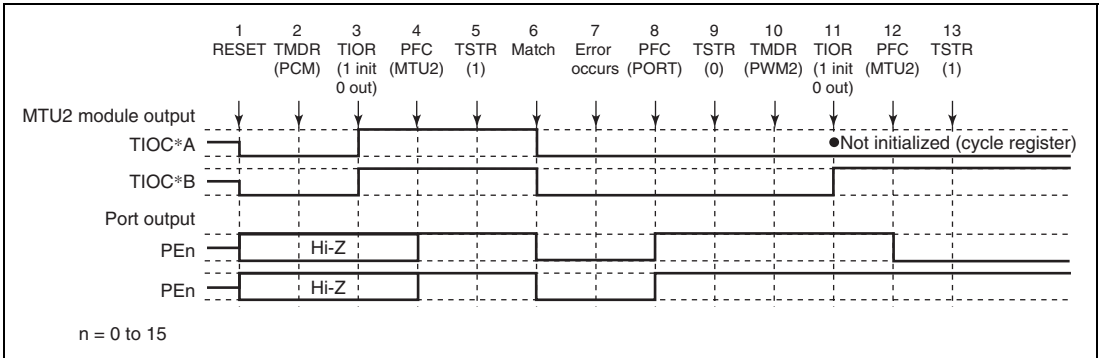 1 2 3 4 5 6 7 8 9 10 11 12 13
RESET TMDR TIOR PFC TSTR Match Error PFC TSTR TMDR TIOR PFC TSTR
(PCM) (1 init (MTU2) (1) occurs (PORT) (0) (PWM2) (1 init (MTU2) (1)
0 out) 0 out)
MTU2 module output
TIOC*A ●Not initialized (cycle register)
TIOC*B
Port output
PEn Hi-Z
PEn Hi-Z
n = 0 to 15